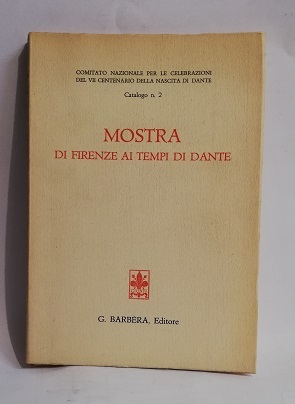 COMITATO NAZIONALE PER LE CELEBRAZIONI
DEL VII CENTENARIO DELLA NASCITA DI DANTE
Catalogo n. 2
MOSTRA
DI FIRENZE AI TEMPI DI DANTE
G. BARBÈRA, Editore